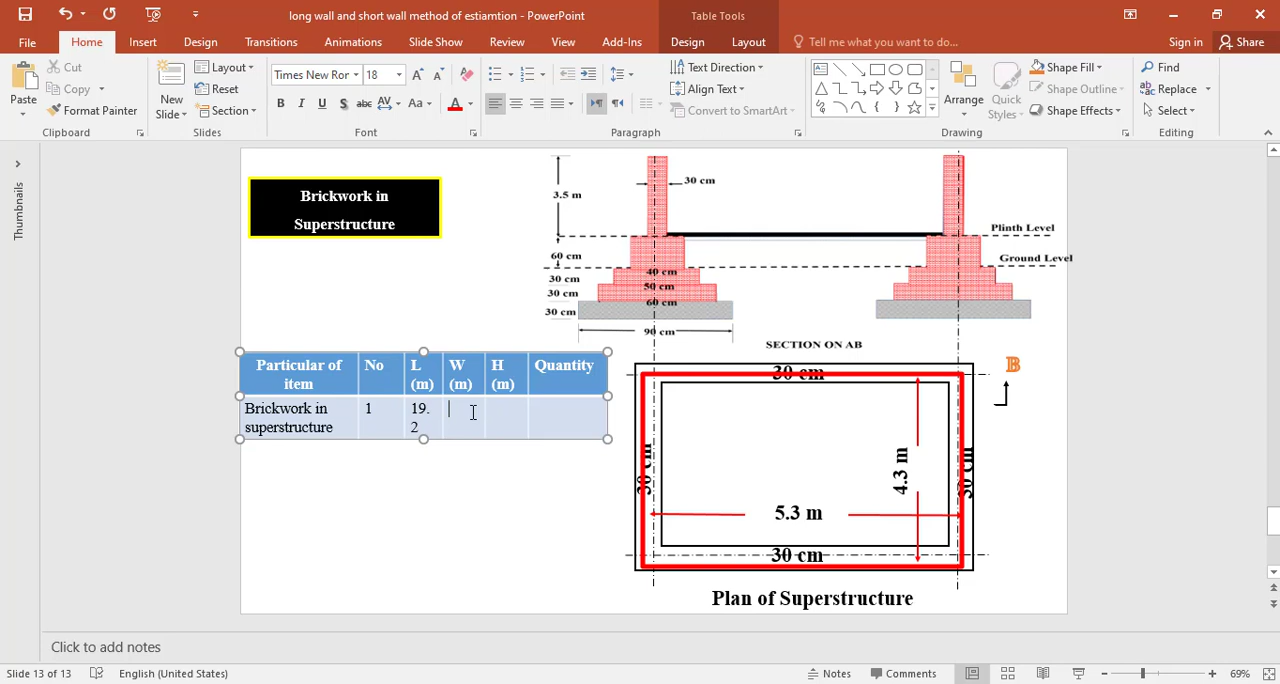 long wall and short wall method of estiamtion - PowerPoint
Table Tools
File
Home
Insert
Design
Transitions
Animations
Slide Show
Review
View
Add-Ins
Design
Layout
Tell me what you want to do...
Sign in
Share
Paste
Cut
Copy
Format Painter
Clipboard
New
Slide
Layout
Reset
Section
Slides
Times New Ror
18
B I U S abc AV Aa A
Font
Text Direction
Align Text
Convert to SmartArt
Paragraph
Arrange
Quick
Styles
Shape Fill
Shape Outline
Shape Effects
Drawing
Find
Replace
Select
Editing
Thumbnails
Brickwork in
Superstructure
3.5 m
30 cm
Plinth Level
60 cm
Ground Level
40 cm
30 cm
50 cm
30 cm
60 cm
30 cm
90 cm
SECTION ON AB
Particular of
item
No
L
(m)
W
(m)
H
(m)
Quantity
Brickwork in
superstructure
1
19.
2
30 cm
B
30 cm
4.3 m
30 cm
5.3 m
30 cm
Plan of Superstructure
Click to add notes
Slide 13 of 13
English (United States)
Notes
Comments
69%